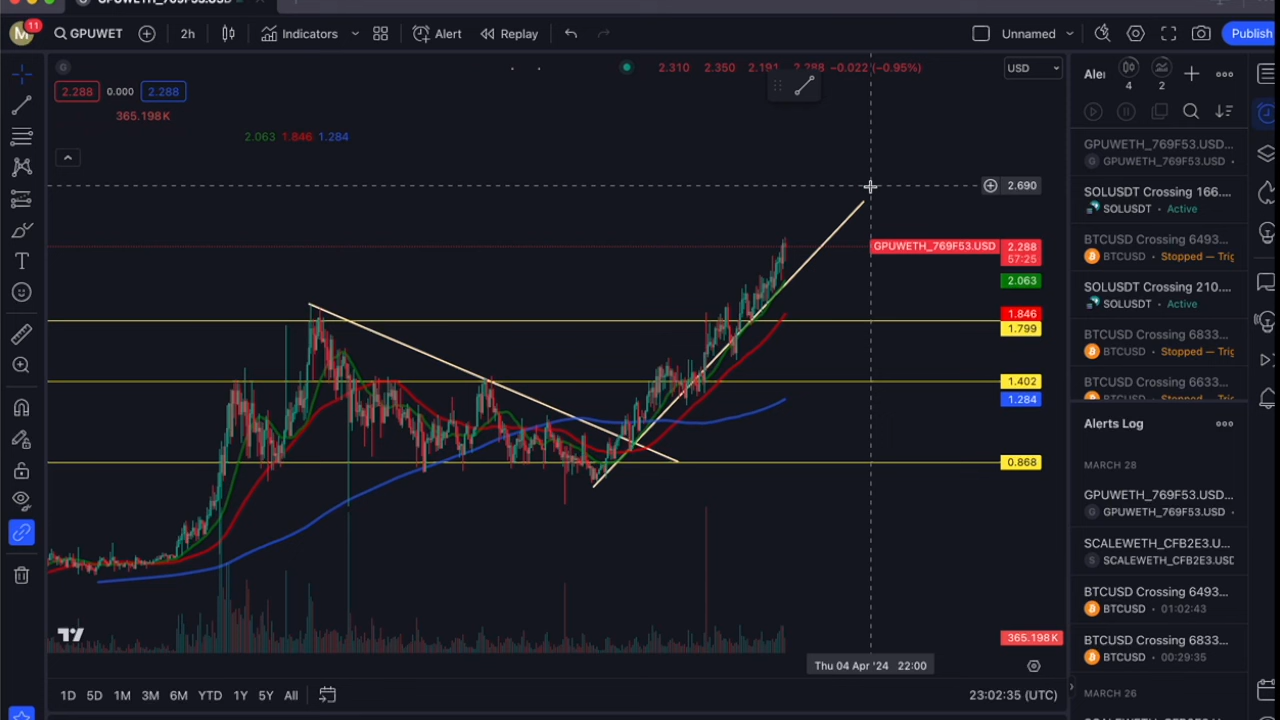 GPUWETH_769F53.USD
M 11 GPUWET 2h Indicators Alert Replay Unnamed Publish
2.310 2.350 2.191 2.288 −0.022 (−0.95%) USD
2.288 0.000 2.288
365.198K
2.063 1.846 1.284
2.690
GPUWETH_769F53.USD 2.288
57:25
2.063
1.846
1.799
1.402
1.284
0.868
365.198K
Thu 04 Apr '24 22:00
1D 5D 1M 3M 6M YTD 1Y 5Y All 23:02:35 (UTC)
Aler
4 2
GPUWETH_769F53.USD...
GPUWETH_769F53.USD •
SOLUSDT Crossing 166....
SOLUSDT • Active
BTCUSD Crossing 6493...
BTCUSD • Stopped — Trig
SOLUSDT Crossing 210....
SOLUSDT • Active
BTCUSD Crossing 6833...
BTCUSD • Stopped — Trig
BTCUSD Crossing 6633...
BTCUSD • Stopped — Trig
Alerts Log
MARCH 28
GPUWETH_769F53.USD...
GPUWETH_769F53.USD •
SCALEWETH_CFB2E3.U...
SCALEWETH_CFB2E3.USD
BTCUSD Crossing 6493...
BTCUSD • 01:02:43
BTCUSD Crossing 6833...
BTCUSD • 00:29:35
MARCH 26